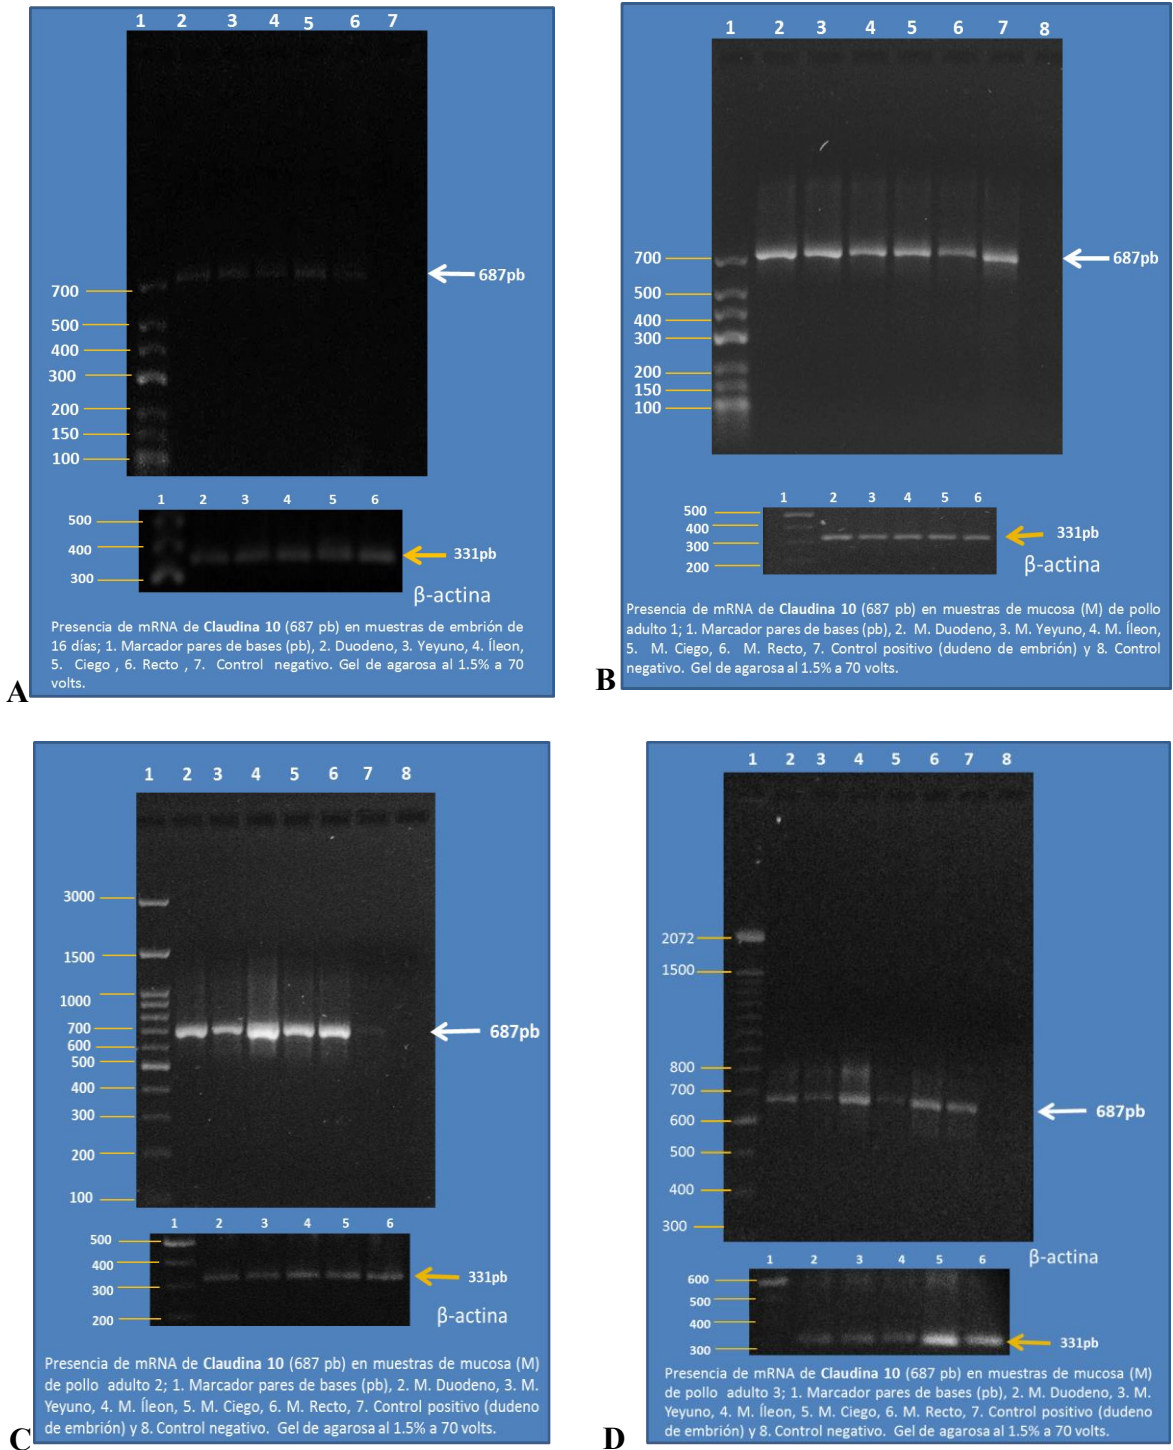 1 2 3 4 5 6 7
700
500
400
300
200
150
100
687pb
1 2 3 4 5 6
500
400
300
331pb
β-actina
Presencia de mRNA de Claudina 10 (687 pb) en muestras de embrión de
16 días; 1. Marcador pares de bases (pb), 2. Duodeno, 3. Yeyuno, 4. Íleon,
5. Ciego , 6. Recto , 7. Control negativo. Gel de agarosa al 1.5% a 70
volts.
A
1 2 3 4 5 6 7 8
700
500
400
300
200
150
100
687pb
1 2 3 4 5 6
500
400
300
200
331pb
β-actina
Presencia de mRNA de Claudina 10 (687 pb) en muestras de mucosa (M) de pollo
adulto 1; 1. Marcador pares de bases (pb), 2. M. Duodeno, 3. M. Yeyuno, 4. M. Íleon,
5. M. Ciego, 6. M. Recto, 7. Control positivo (dudeno de embrión) y 8. Control
negativo. Gel de agarosa al 1.5% a 70 volts.
B
1 2 3 4 5 6 7 8
3000
1500
1000
700
600
500
400
300
200
100
687pb
1 2 3 4 5 6
500
400
300
200
331pb
β-actina
Presencia de mRNA de Claudina 10 (687 pb) en muestras de mucosa (M)
de pollo adulto 2; 1. Marcador pares de bases (pb), 2. M. Duodeno, 3. M.
Yeyuno, 4. M. Íleon, 5. M. Ciego, 6. M. Recto, 7. Control positivo (dudeno
de embrión) y 8. Control negativo. Gel de agarosa al 1.5% a 70 volts.
C
1 2 3 4 5 6 7 8
2072
1500
800
700
600
500
400
300
687pb
β-actina
1 2 3 4 5 6
600
500
400
300
331pb
Presencia de mRNA de Claudina 10 (687 pb) en muestras de mucosa (M)
de pollo adulto 3; 1. Marcador pares de bases (pb), 2. M. Duodeno, 3. M.
Yeyuno, 4. M. Íleon, 5. M. Ciego, 6. M. Recto, 7. Control positivo (dudeno
de embrión) y 8. Control negativo. Gel de agarosa al 1.5% a 70 volts.
D